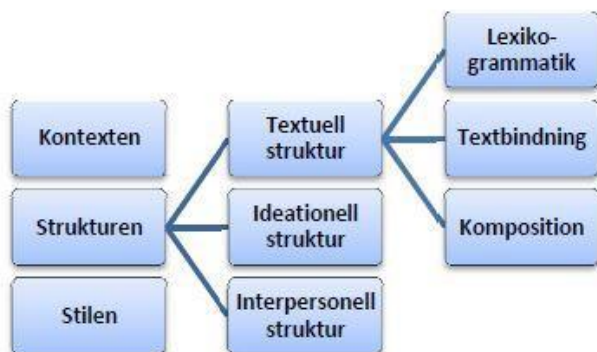 Kontexten
Strukturen
Stilen
Textuell
struktur
Ideationell
struktur
Interpersonell
struktur
Lexiko-
grammatik
Textbindning
Komposition